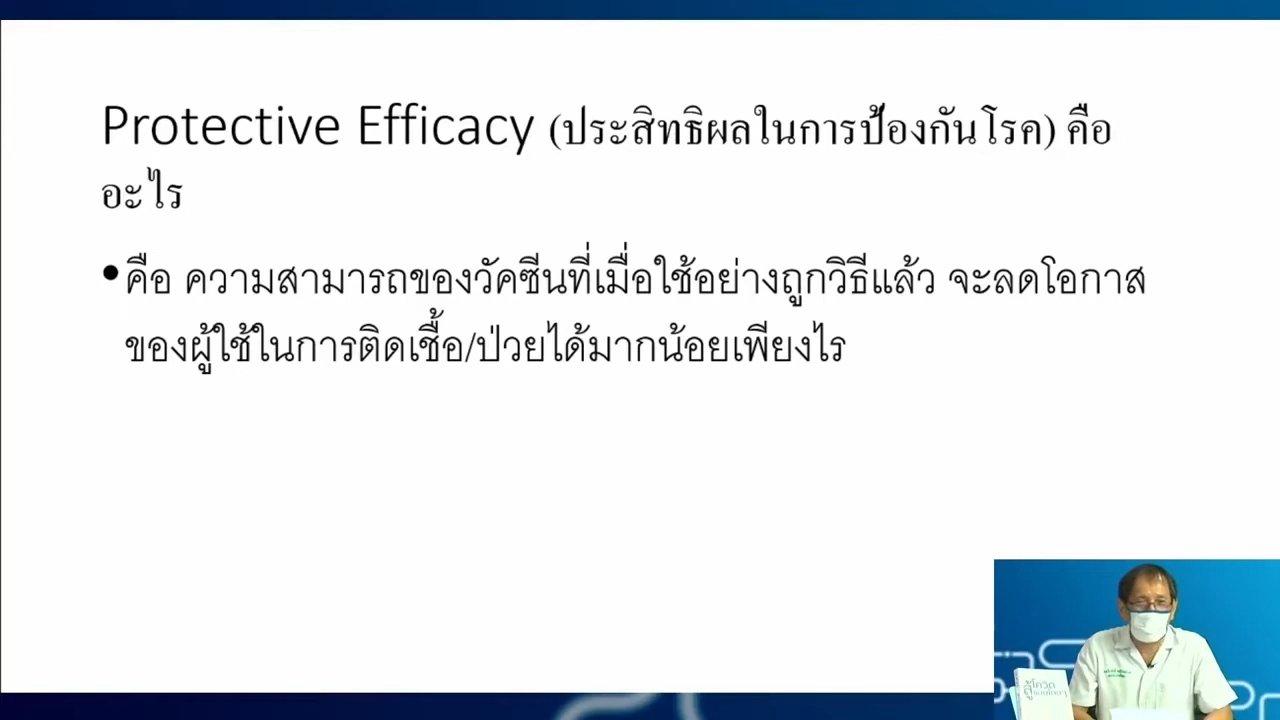 Protective Efficacy (ประสิทธิผลในการป้องกันโรค) คือ
อะไร
•คือ ความสามารถของวัคซีนที่เมื่อใช้อย่างถูกวิธีแล้ว จะลดโอกาส
ของผู้ใช้ในการติดเชื้อ/ป่วยได้มากน้อยเพียงไร
สู้โควิด